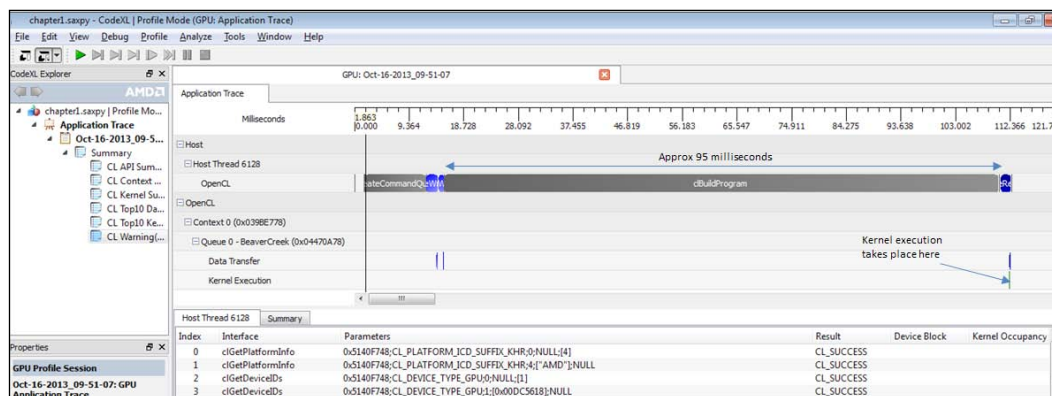 chapter1.saxpy - CodeXL | Profile Mode (GPU: Application Trace)
File Edit View Debug Profile Analyze Tools Window Help
CodeXL Explorer
GPU: Oct-16-2013_09-51-07
AMD
Application Trace
chapter1.saxpy | Profile Mo...
Application Trace
Oct-16-2013_09-5...
Summary
CL API Sum...
CL Context ...
CL Kernel Su...
CL Top10 Da...
CL Top10 Ke...
CL Warning(...
Milliseconds
1.863
0.000 9.364 18.728 28.092 37.455 46.819 56.183 65.547 74.911 84.275 93.638 103.002 112.366 121.7
Host
Host Thread 6128
Approx 95 milliseconds
OpenCL
eateCommandQu
clBuildProgram
OpenCL
Context 0 (0x039BE778)
Queue 0 - BeaverCreek (0x04470A78)
Kernel execution
takes place here
Data Transfer
Kernel Execution
Host Thread 6128 Summary
Index Interface Parameters Result Device Block Kernel Occupancy
0 clGetPlatformInfo 0x5140F748;CL_PLATFORM_ICD_SUFFIX_KHR;0;NULL;[4] CL_SUCCESS
1 clGetPlatformInfo 0x5140F748;CL_PLATFORM_ICD_SUFFIX_KHR;4;["AMD"];NULL CL_SUCCESS
2 clGetDeviceIDs 0x5140F748;CL_DEVICE_TYPE_GPU;0;NULL;[1] CL_SUCCESS
3 clGetDeviceIDs 0x5140F748;CL_DEVICE_TYPE_GPU;1;[0x00DC5618];NULL CL_SUCCESS
Properties
GPU Profile Session
Oct-16-2013_09-51-07: GPU
Application Trace